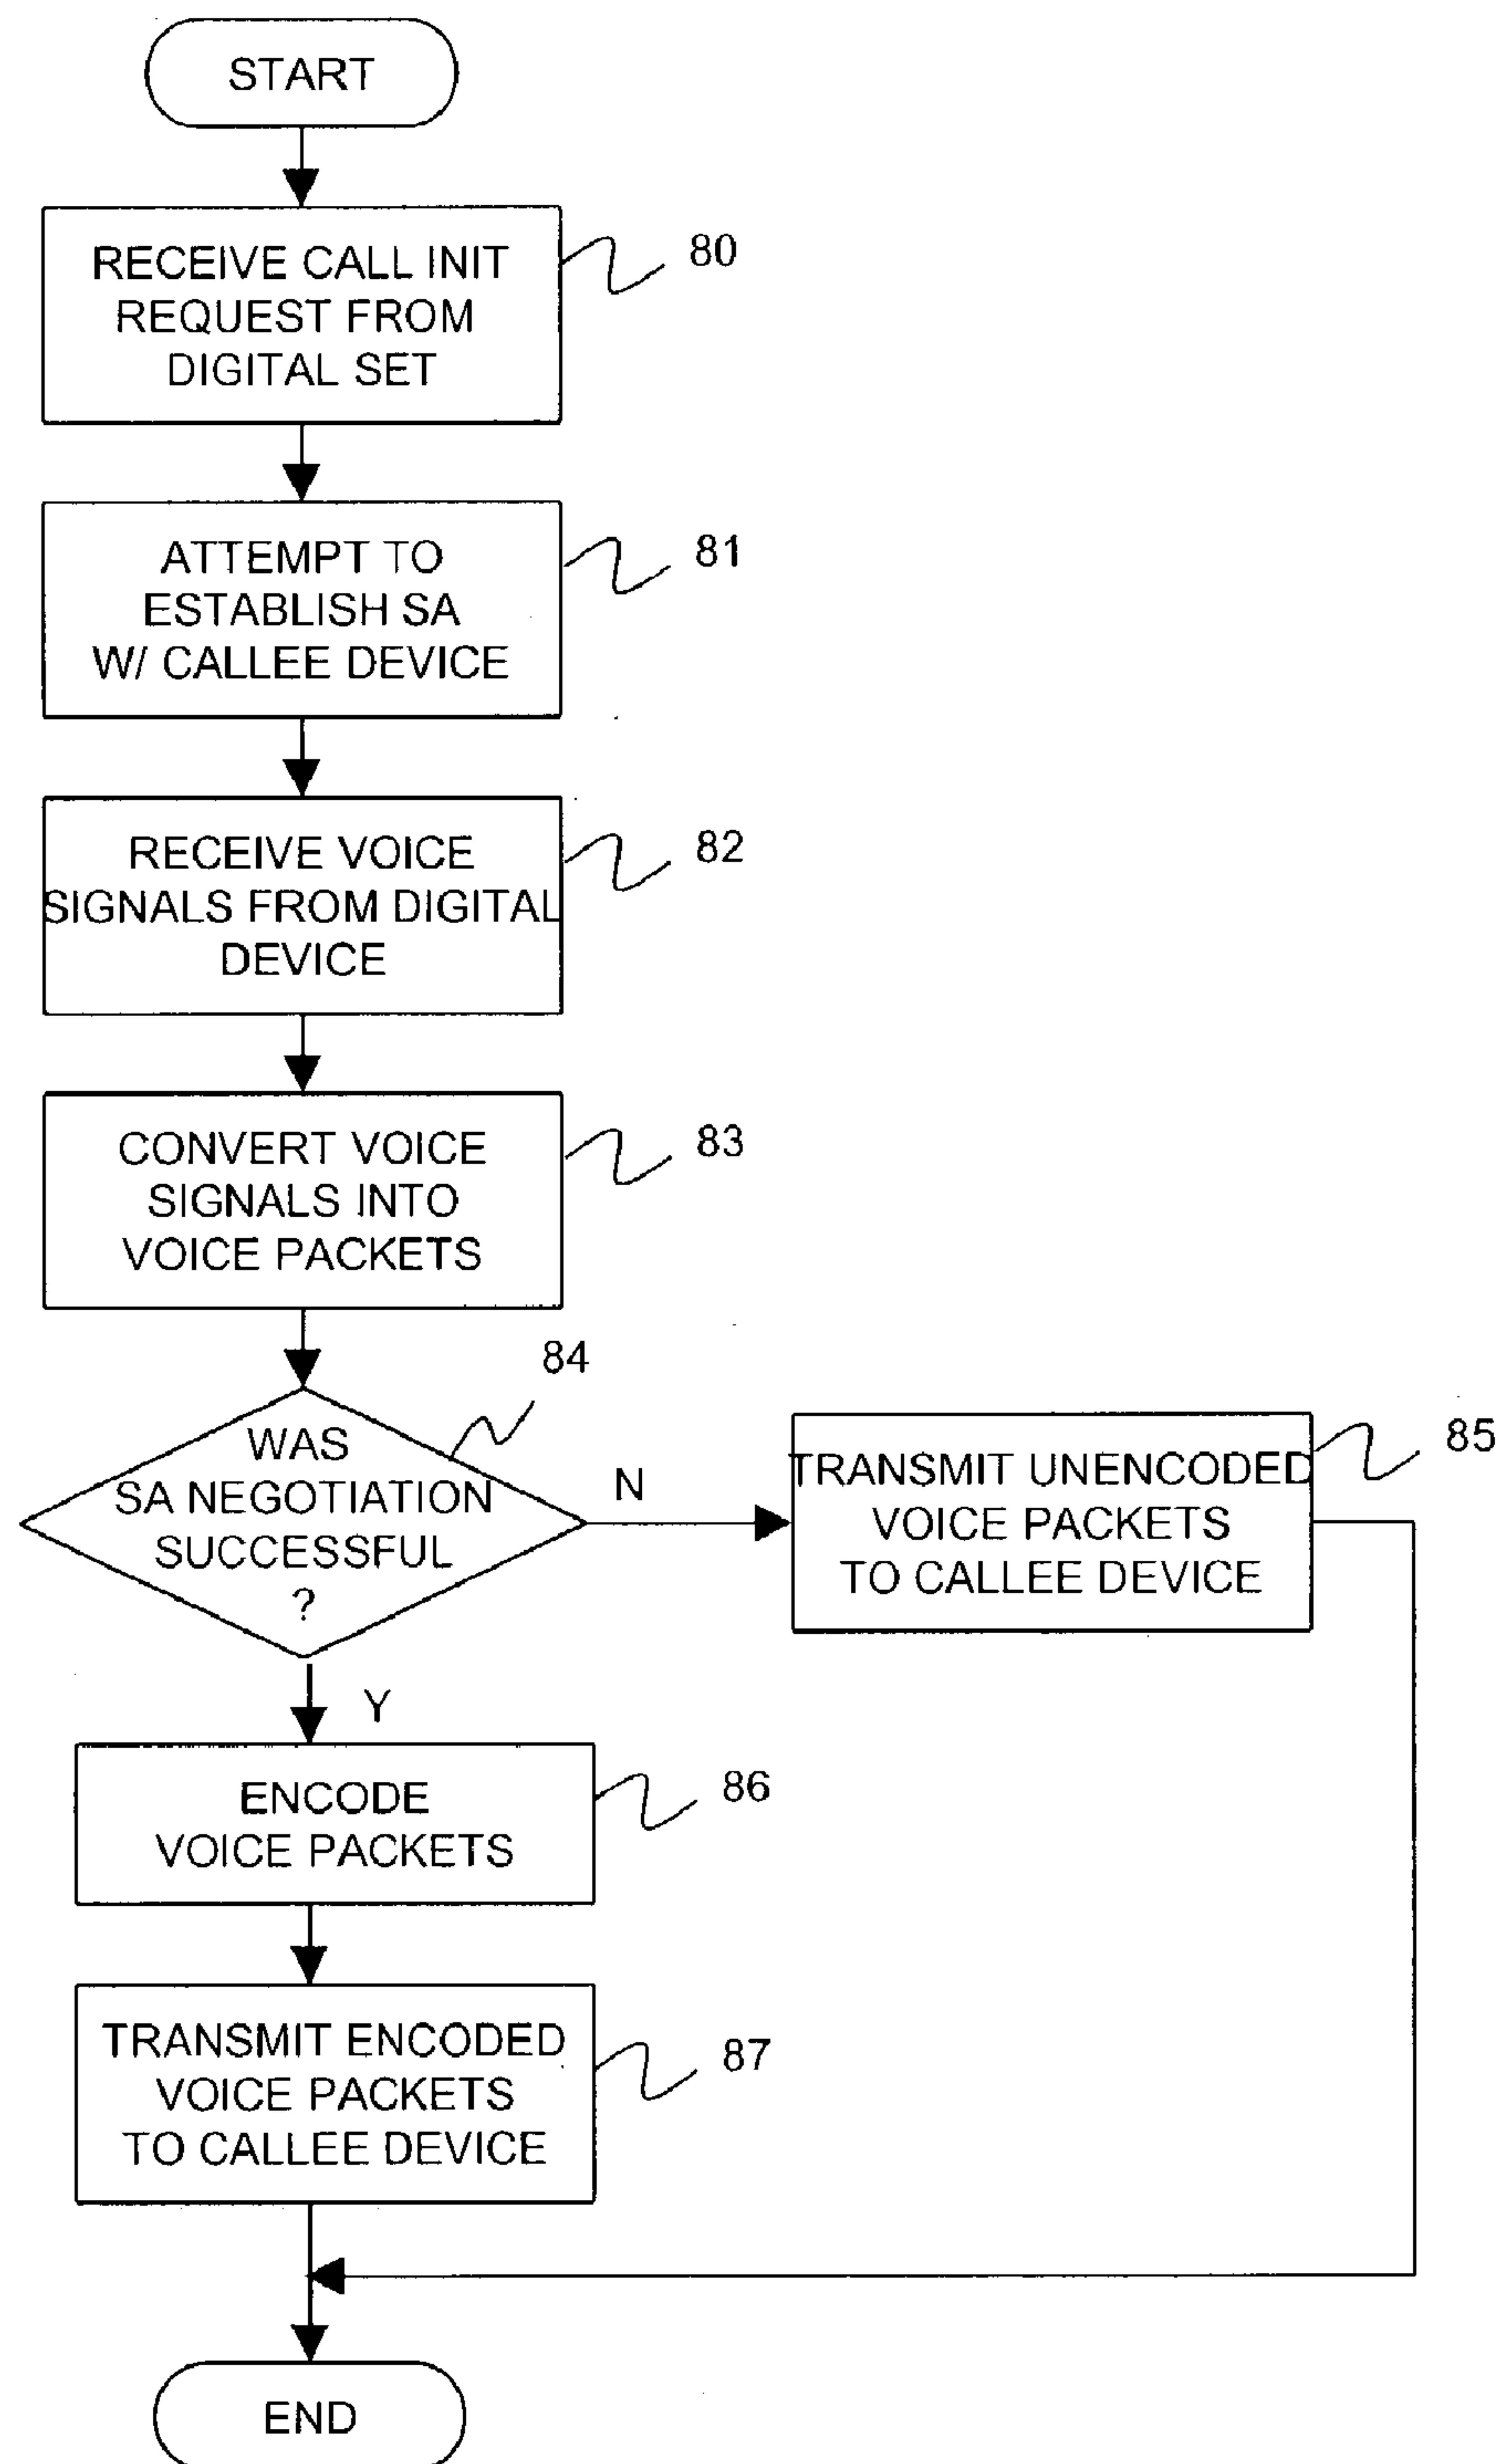 START
RECEIVE CALL INIT
REQUEST FROM
DIGITAL SET
80
ATTEMPT TO
ESTABLISH SA
W/ CALLEE DEVICE
81
RECEIVE VOICE
SIGNALS FROM DIGITAL
DEVICE
82
CONVERT VOICE
SIGNALS INTO
VOICE PACKETS
83
84
WAS
SA NEGOTIATION
SUCCESSFUL
?
N
TRANSMIT UNENCODED
VOICE PACKETS
TO CALLEE DEVICE
85
Y
ENCODE
VOICE PACKETS
86
TRANSMIT ENCODED
VOICE PACKETS
TO CALLEE DEVICE
87
END